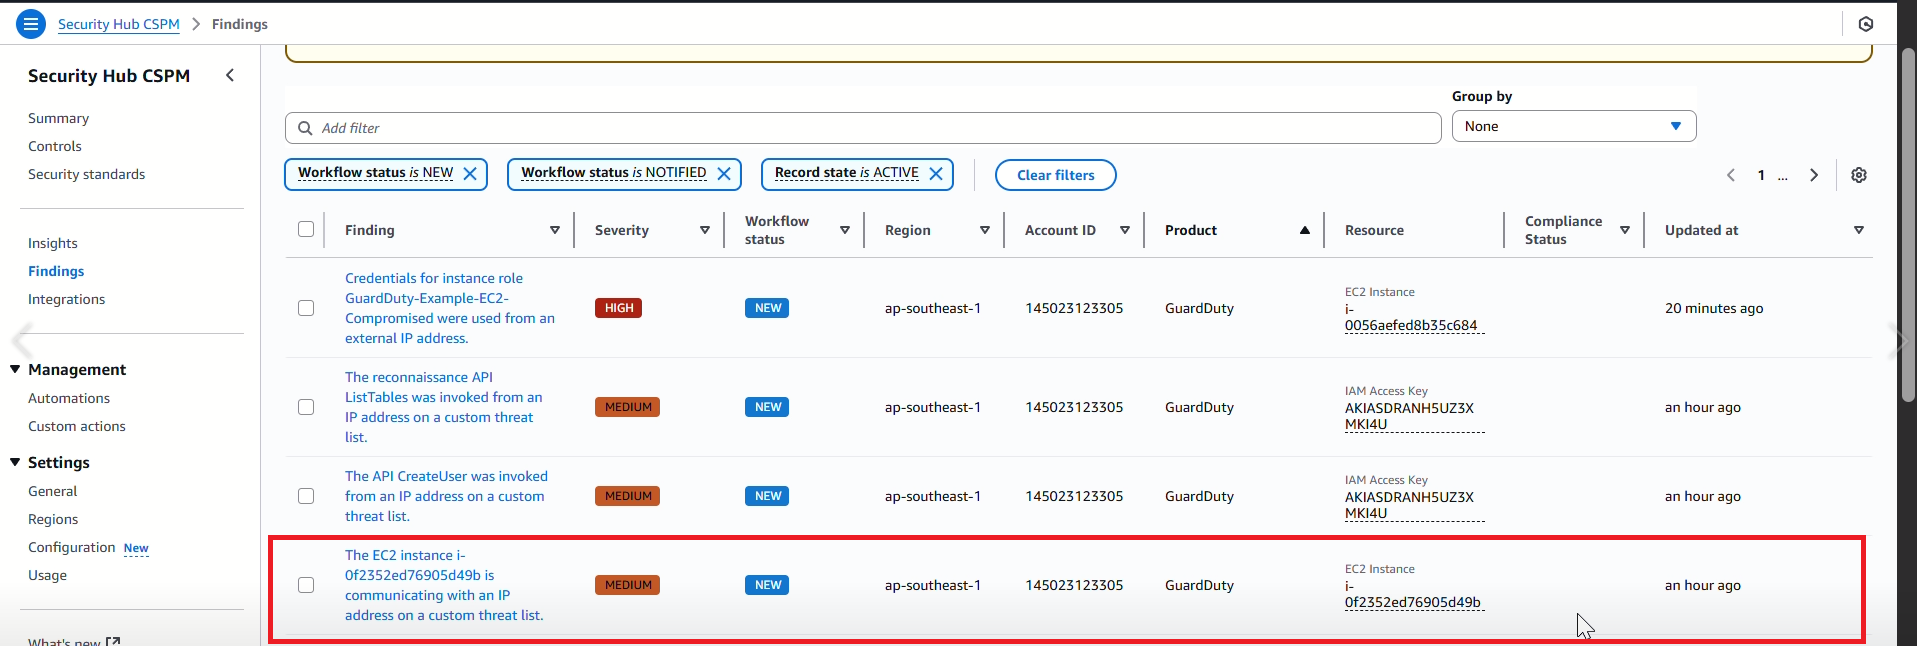 Security Hub CSPM > Findings
Security Hub CSPM
Summary
Controls
Security standards
Insights
Findings
Integrations
Management
Automations
Custom actions
Settings
General
Regions
Configuration New
Usage
What's new
Add filter
Group by
None
Workflow status is NEW
Workflow status is NOTIFIED
Record state is ACTIVE
Clear filters
1 ...
Finding
Severity
Workflow
status
Region
Account ID
Product
Resource
Compliance
Status
Updated at
Credentials for instance role
GuardDuty-Example-EC2-
Compromised were used from an
external IP address.
HIGH
NEW
ap-southeast-1
145023123305
GuardDuty
EC2 Instance
i-
0056aefed8b35c684
20 minutes ago
The reconnaissance API
ListTables was invoked from an
IP address on a custom threat
list.
MEDIUM
NEW
ap-southeast-1
145023123305
GuardDuty
IAM Access Key
AKIASDRANH5UZ3X
MKI4U
an hour ago
The API CreateUser was invoked
from an IP address on a custom
threat list.
MEDIUM
NEW
ap-southeast-1
145023123305
GuardDuty
IAM Access Key
AKIASDRANH5UZ3X
MKI4U
an hour ago
The EC2 instance i-
0f2352ed76905d49b is
communicating with an IP
address on a custom threat list.
MEDIUM
NEW
ap-southeast-1
145023123305
GuardDuty
EC2 Instance
i-
0f2352ed76905d49b
an hour ago